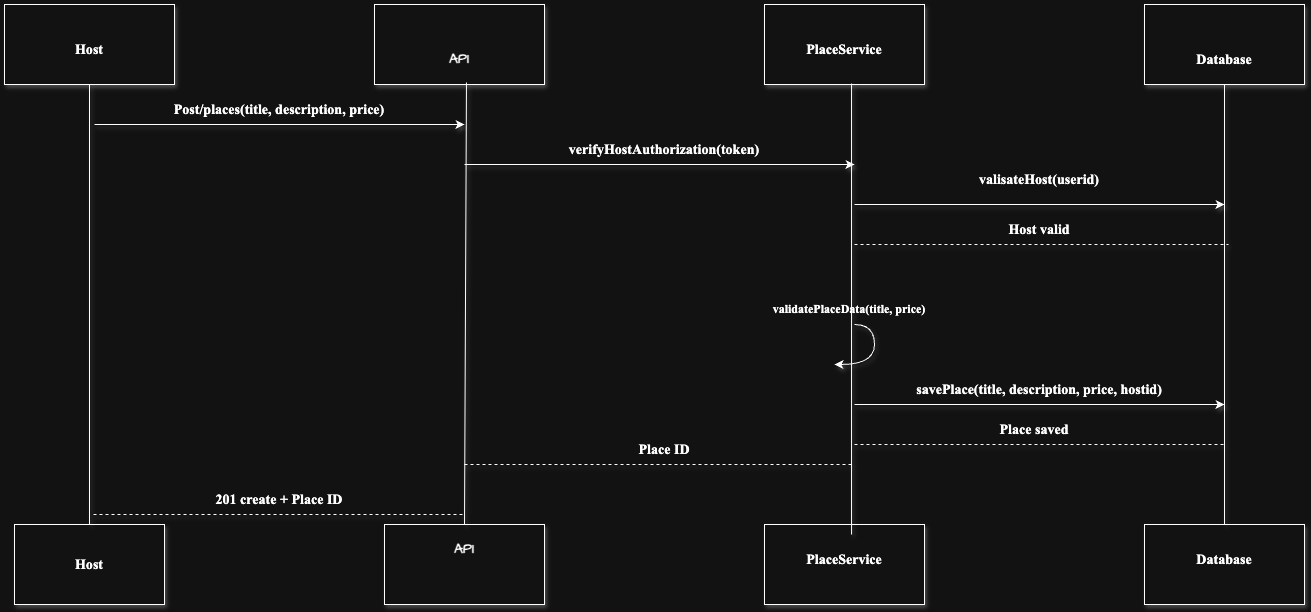 Host
API
PlaceService
Database
Post/places(title, description, price)
verifyHostAuthorization(token)
valisateHost(userid)
Host valid
validatePlaceData(title, price)
savePlace(title, description, price, hostid)
Place saved
Place ID
201 create + Place ID
Host
API
PlaceService
Database